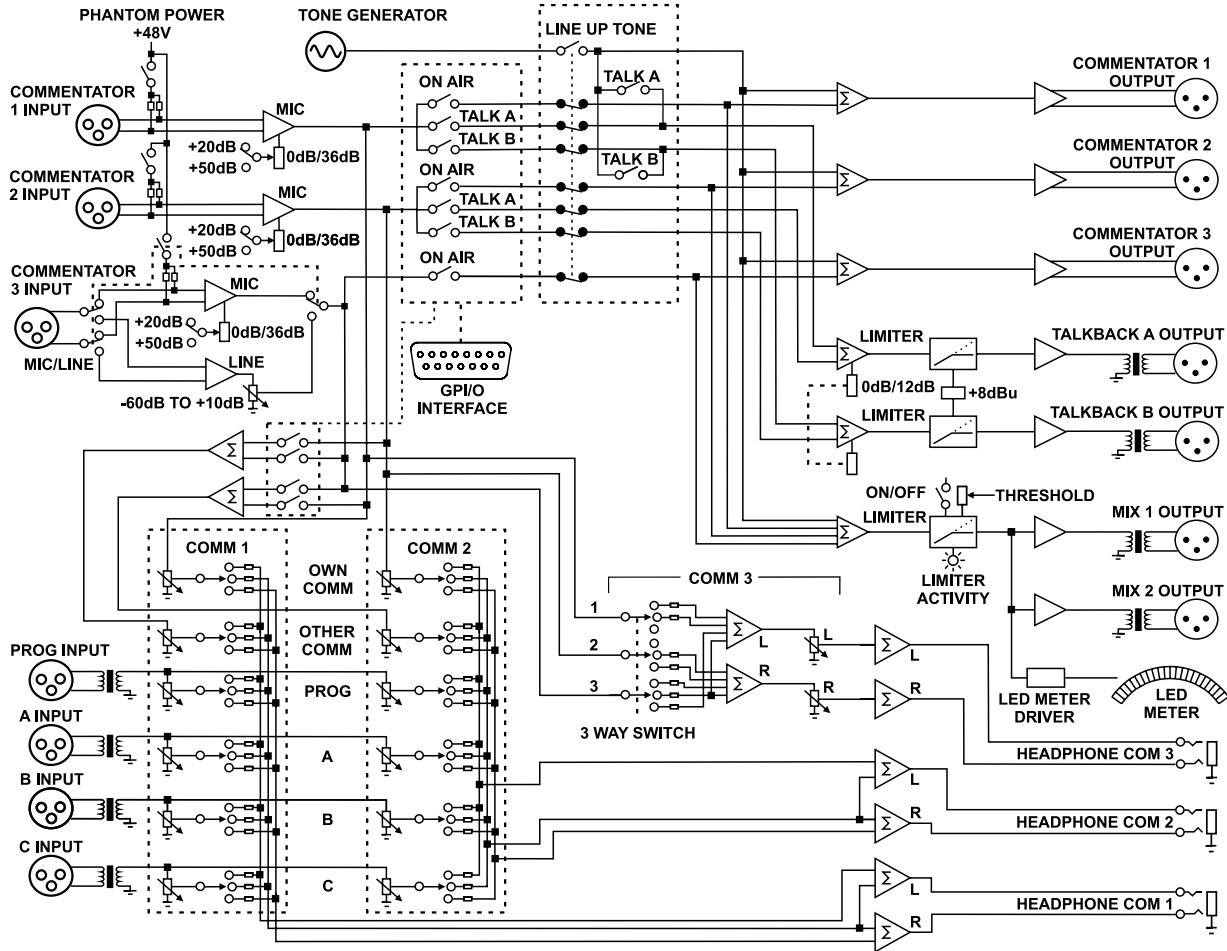 PHANTOM POWER
+48V
TONE GENERATOR
LINE UP TONE
TALK A
TALK B
COMMENTATOR
1 INPUT
MIC
+20dB
+50dB
0dB/36dB
COMMENTATOR
2 INPUT
MIC
+20dB
+50dB
0dB/36dB
COMMENTATOR
3 INPUT
MIC
+20dB
+50dB
0dB/36dB
MIC/LINE
LINE
-60dB TO +10dB
ON AIR
TALK A
TALK B
ON AIR
TALK A
TALK B
ON AIR
GPI/O
INTERFACE
Σ
COMMENTATOR 1
OUTPUT
Σ
COMMENTATOR 2
OUTPUT
Σ
COMMENTATOR 3
OUTPUT
Σ
LIMITER
TALKBACK A OUTPUT
0dB/12dB
+8dBu
Σ
LIMITER
TALKBACK B OUTPUT
ON/OFF
THRESHOLD
Σ
LIMITER
MIX 1 OUTPUT
LIMITER
ACTIVITY
MIX 2 OUTPUT
LED METER
DRIVER
LED
METER
Σ
Σ
COMM 1
COMM 2
OWN
COMM
OTHER
COMM
PROG
A
B
C
PROG INPUT
A INPUT
B INPUT
C INPUT
COMM 3
1
2
3
3 WAY SWITCH
Σ
L
Σ
R
L
R
Σ
L
Σ
R
HEADPHONE COM 3
Σ
L
Σ
R
HEADPHONE COM 2
Σ
L
Σ
R
HEADPHONE COM 1